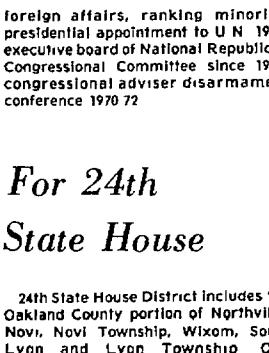 foreign affairs, ranking minori
presidential appointment to U N 19
executive board of National Republic
Congressional Committee since 19
congressional adviser disarmame
conference 1970 72
For 24th
State House
24th State House District includes
Oakland County portion of Northvil
Novi, Novi Township, Wixom, So
Lyon and Lyon Township